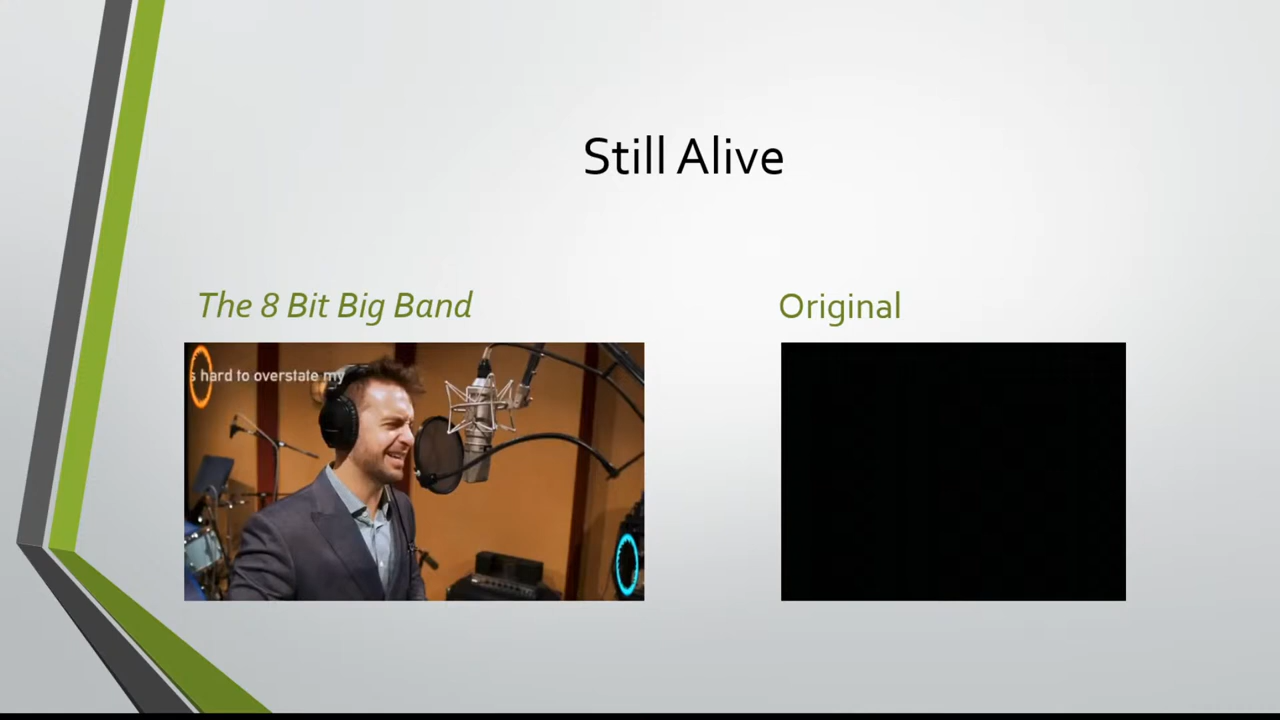 Still Alive
The 8 Bit Big Band
Original
s hard to overstate my